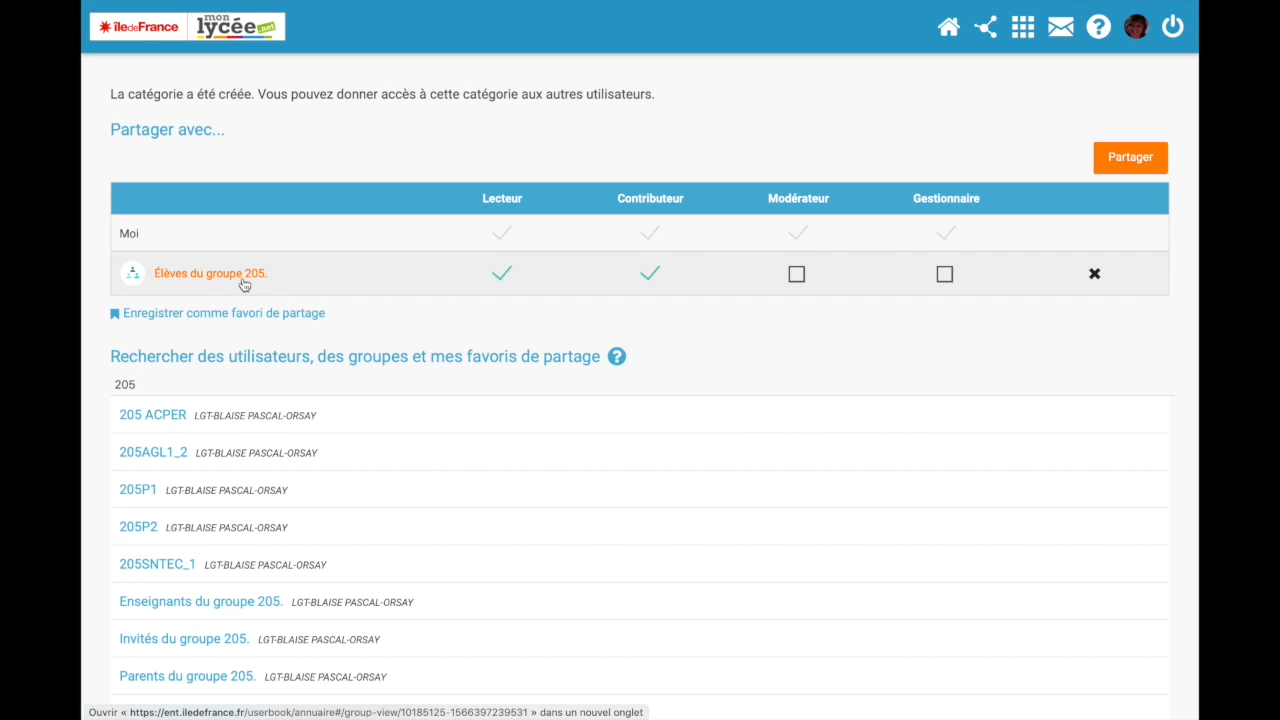 îledeFrance
mon
lycée.net
La catégorie a été créée. Vous pouvez donner accès à cette catégorie aux autres utilisateurs.
Partager avec...
Partager
Lecteur Contributeur Modérateur Gestionnaire
Moi
Élèves du groupe 205.
Enregistrer comme favori de partage
Rechercher des utilisateurs, des groupes et mes favoris de partage ?
205
205 ACPER LGT-BLAISE PASCAL-ORSAY
205AGL1_2 LGT-BLAISE PASCAL-ORSAY
205P1 LGT-BLAISE PASCAL-ORSAY
205P2 LGT-BLAISE PASCAL-ORSAY
205SNTEC_1 LGT-BLAISE PASCAL-ORSAY
Enseignants du groupe 205. LGT-BLAISE PASCAL-ORSAY
Invités du groupe 205. LGT-BLAISE PASCAL-ORSAY
Parents du groupe 205. LGT-BLAISE PASCAL-ORSAY
Ouvrir « https://ent.iledefrance.fr/userbook/annuaire#/group-view/10185125-1566397239531 » dans un nouvel onglet